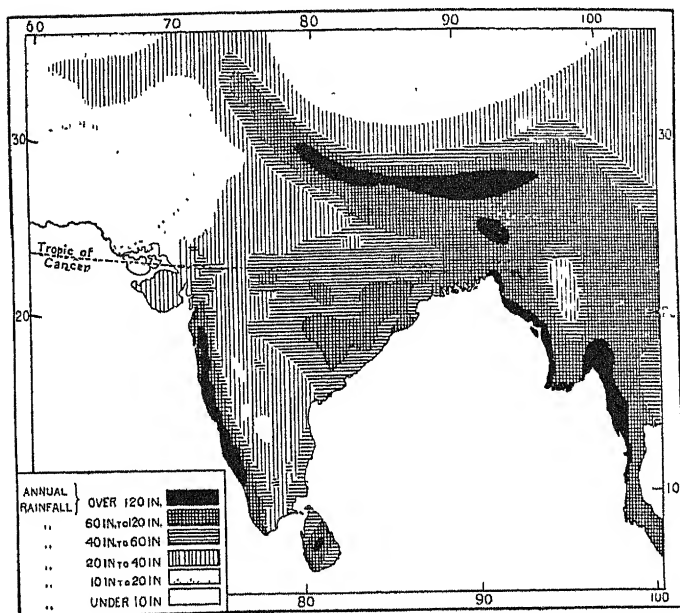 60 70 80 90 100
30 30
Tropic of
Cancer
20
10
ANNUAL
RAINFALL } OVER 120 IN.
„ 60 IN. TO 120 IN.
„ 40 IN. TO 60 IN
„ 20 IN TO 40 IN
„ 10 IN TO 20 IN
„ UNDER 10 IN
80 90 100